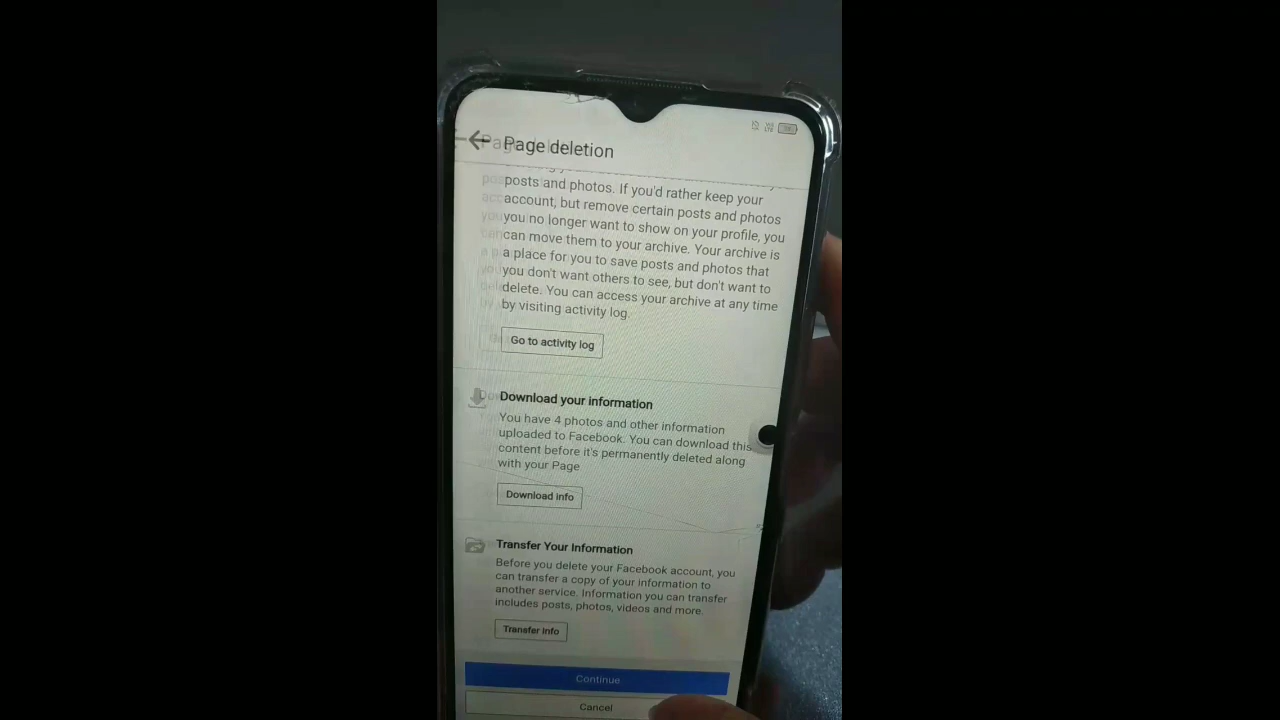 Page deletion
posts and photos. If you'd rather keep your
account, but remove certain posts and photos
you no longer want to show on your profile, you
can move them to your archive. Your archive is
a place for you to save posts and photos that
you don't want others to see, but don't want to
delete. You can access your archive at any time
by visiting activity log.
Go to activity log
Download your information
You have 4 photos and other information
uploaded to Facebook. You can download this
content before it's permanently deleted along
with your Page
Download info
Transfer Your Information
Before you delete your Facebook account, you
can transfer a copy of your information to
another service. Information you can transfer
includes posts, photos, videos and more.
Transfer info
Continue
Cancel